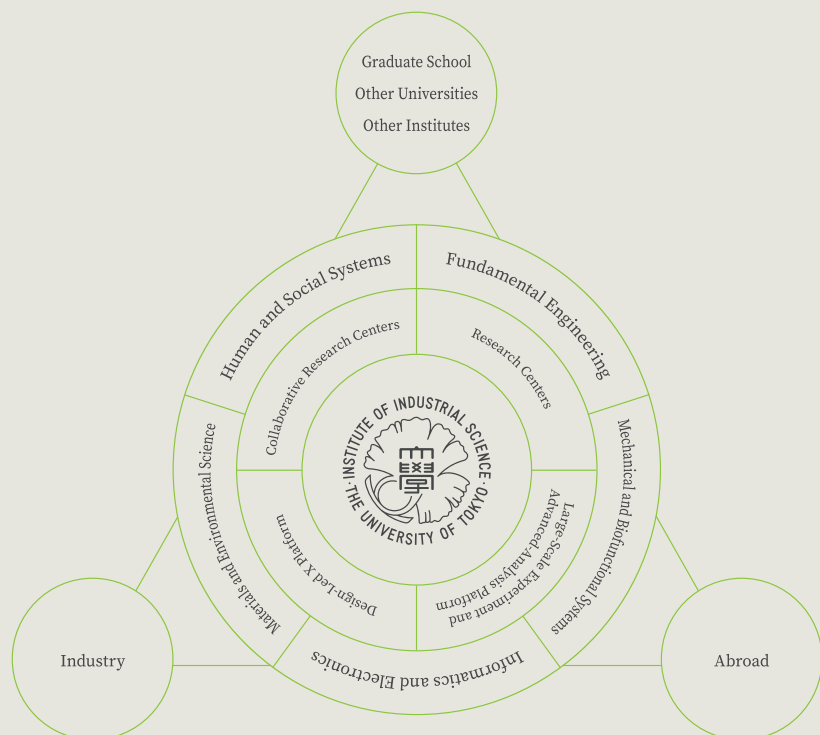 Graduate School
Other Universities
Other Institutes
Human and Social Systems
Fundamental Engineering
Collaborative Research Centers
Research Centers
·INSTITUTE OF INDUSTRIAL SCIENCE·
THE UNIVERSITY OF TOKYO
學
Materials and Environmental Science
Mechanical and Biofunctional Systems
Design-Led X Platform
Large-Scale Experiment and
Advanced-Analysis Platform
Informatics and Electronics
Industry
Abroad